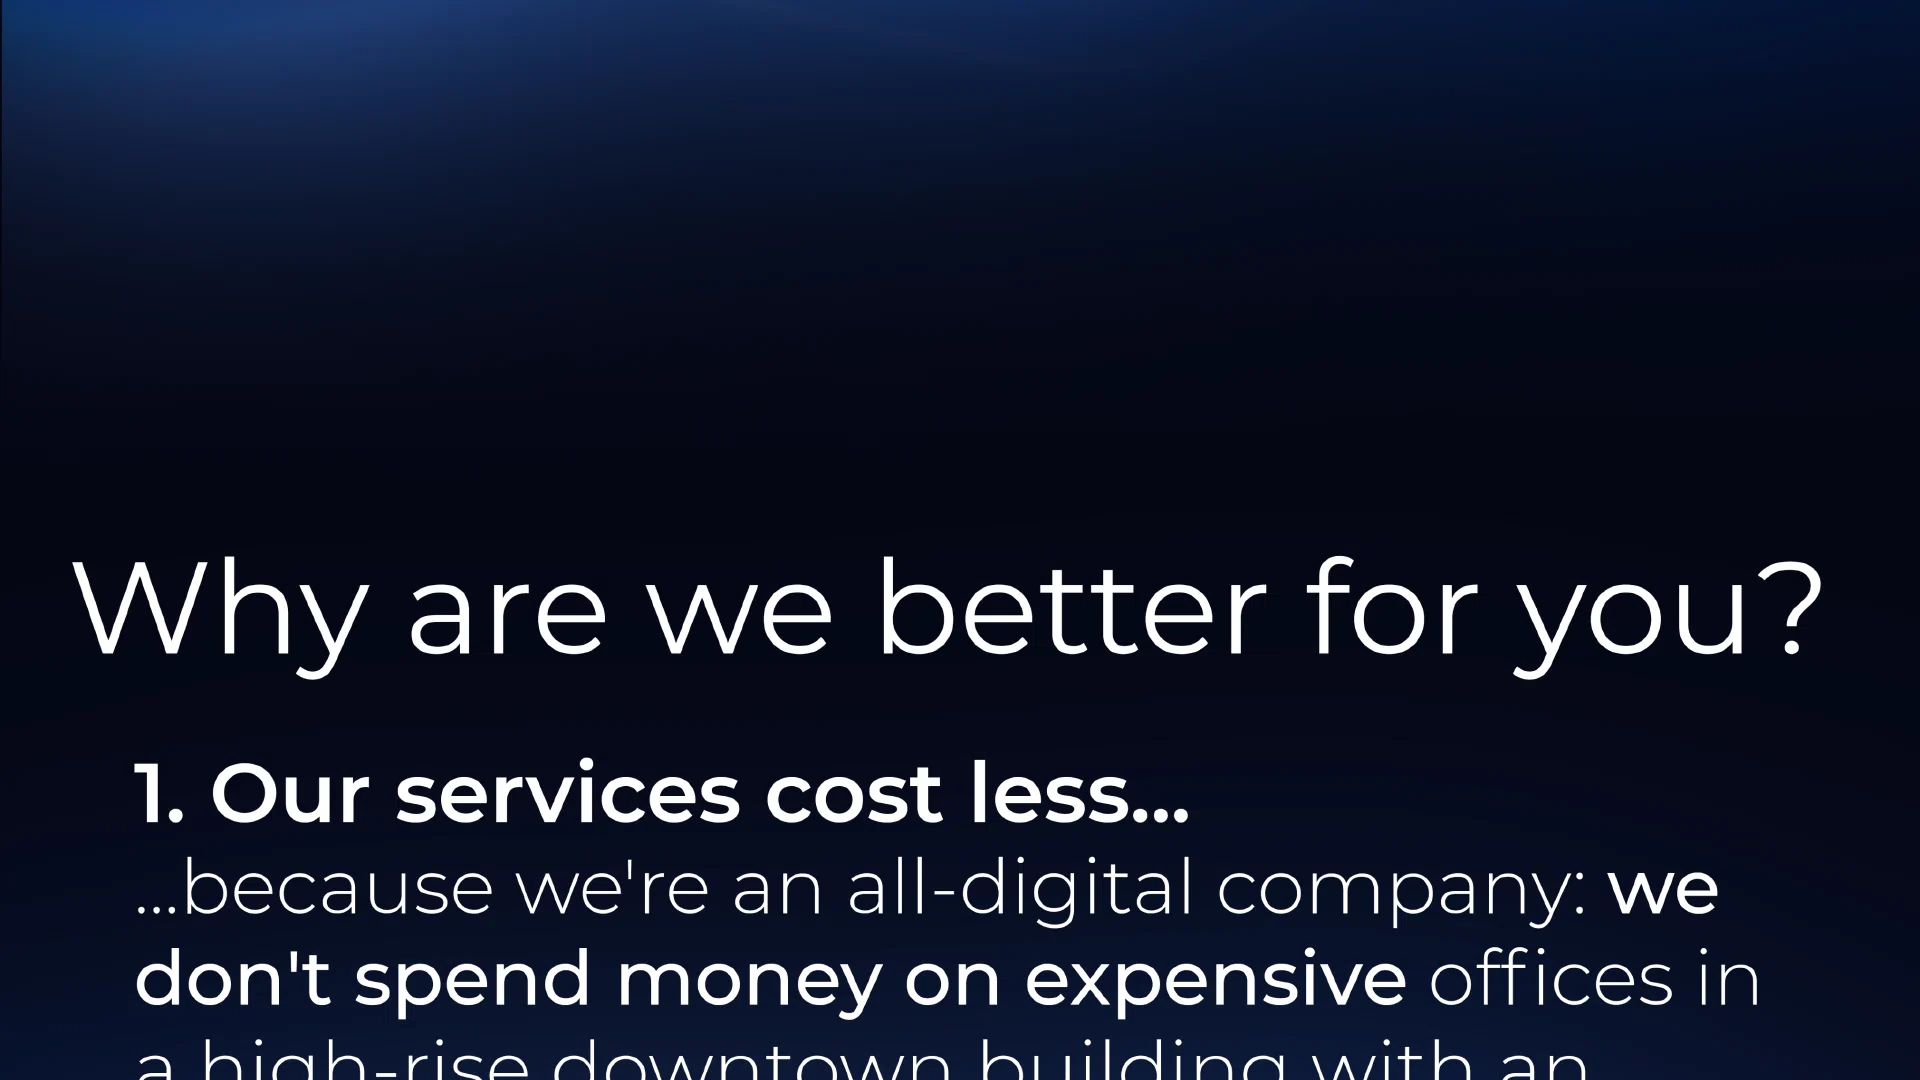 Why are we better for you?
1. Our services cost less...
...because we're an all-digital company: we
don't spend money on expensive offices in
a high-rise downtown building with an